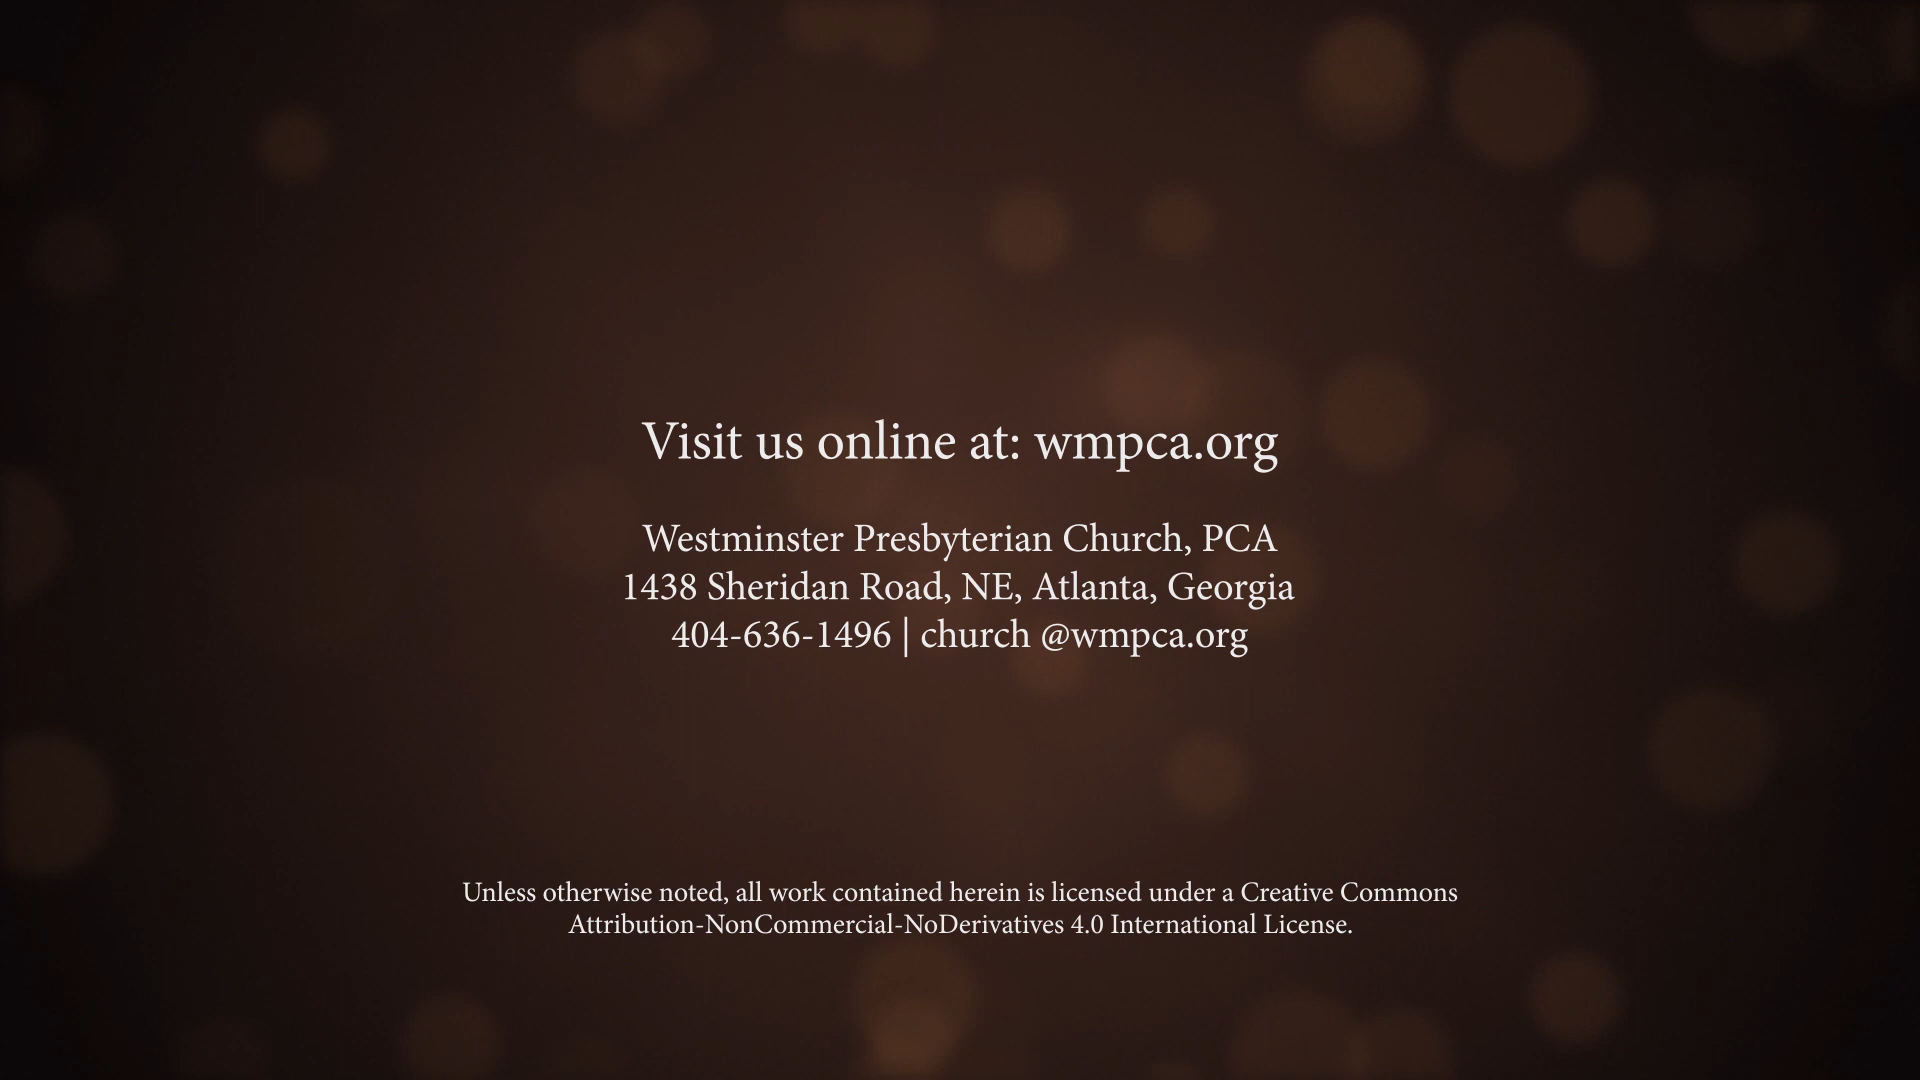 Visit us online at: wmpca.org
Westminster Presbyterian Church, PCA
1438 Sheridan Road, NE, Atlanta, Georgia
404-636-1496 | church @wmpca.org
Unless otherwise noted, all work contained herein is licensed under a Creative Commons
Attribution-NonCommercial-NoDerivatives 4.0 International License.